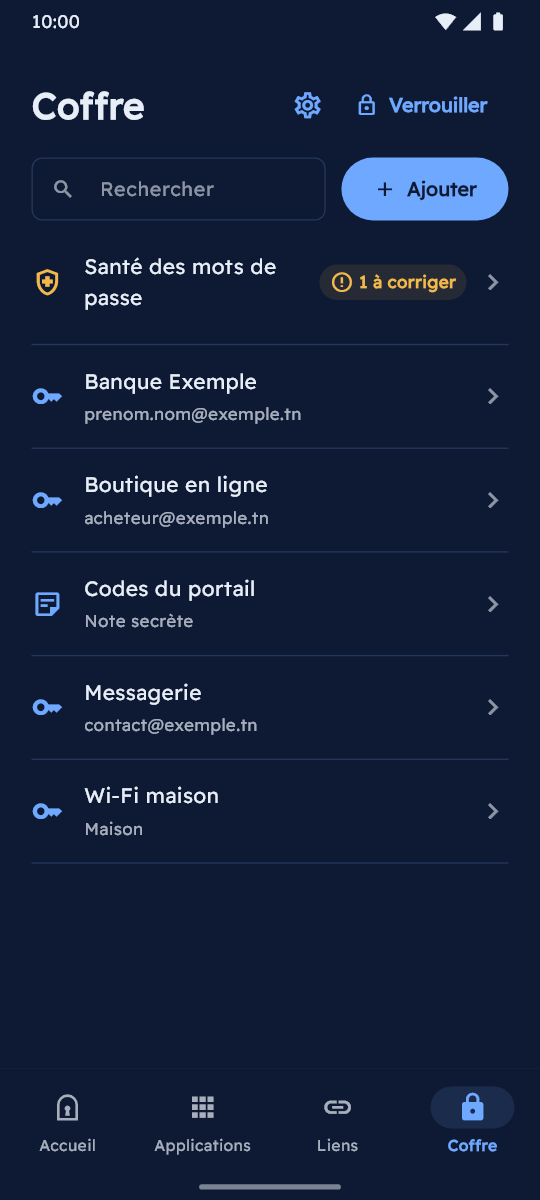 10:00
Coffre
Verrouiller
Rechercher
Ajouter
Santé des mots de
passe
1 à corriger
Banque Exemple
prenom.nom@exemple.tn
Boutique en ligne
acheteur@exemple.tn
Codes du portail
Note secrète
Messagerie
contact@exemple.tn
Wi-Fi maison
Maison
Accueil
Applications
Liens
Coffre